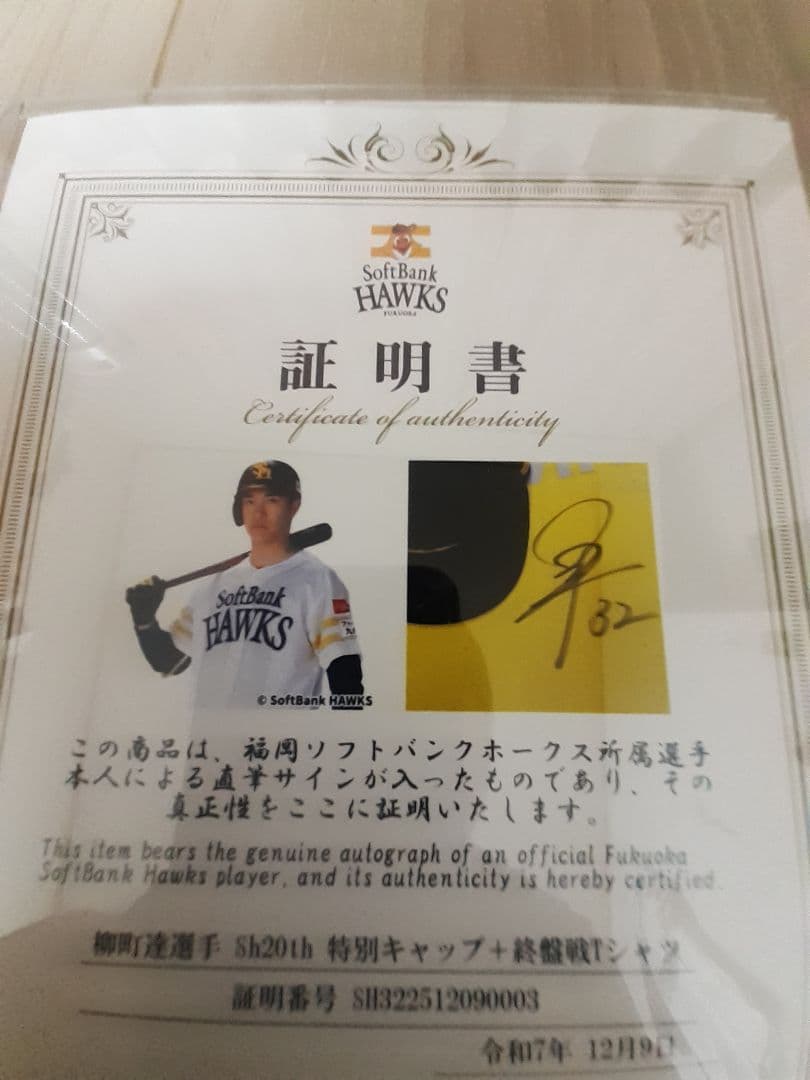 SoftBank
HAWKS
FUKUOKA
証明書
Certificate of authenticity
SoftBank
HAWKS
32
© SoftBank HAWKS
この商品は、福岡ソフトバンクホークス所属選手
本人による直筆サインが入ったものであり、その
真正性をここに証明いたします。
This item bears the genuine autograph of an official Fukuoka
SoftBank Hawks player, and its authenticity is hereby certified.
柳町達選手 Sh20th 特別キャップ+終盤戦Tシャツ
証明番号 SH322512090003
令和7年 12月9日